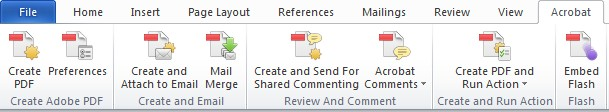 File Home Insert Page Layout References Mailings Review View Acrobat
Create PDF
Preferences
Create and Attach to Email
Mail Merge
Create and Send For Shared Commenting
Acrobat Comments
Create PDF and Run Action
Embed Flash
Create Adobe PDF Create and Email Review And Comment Create and Run Action Flash